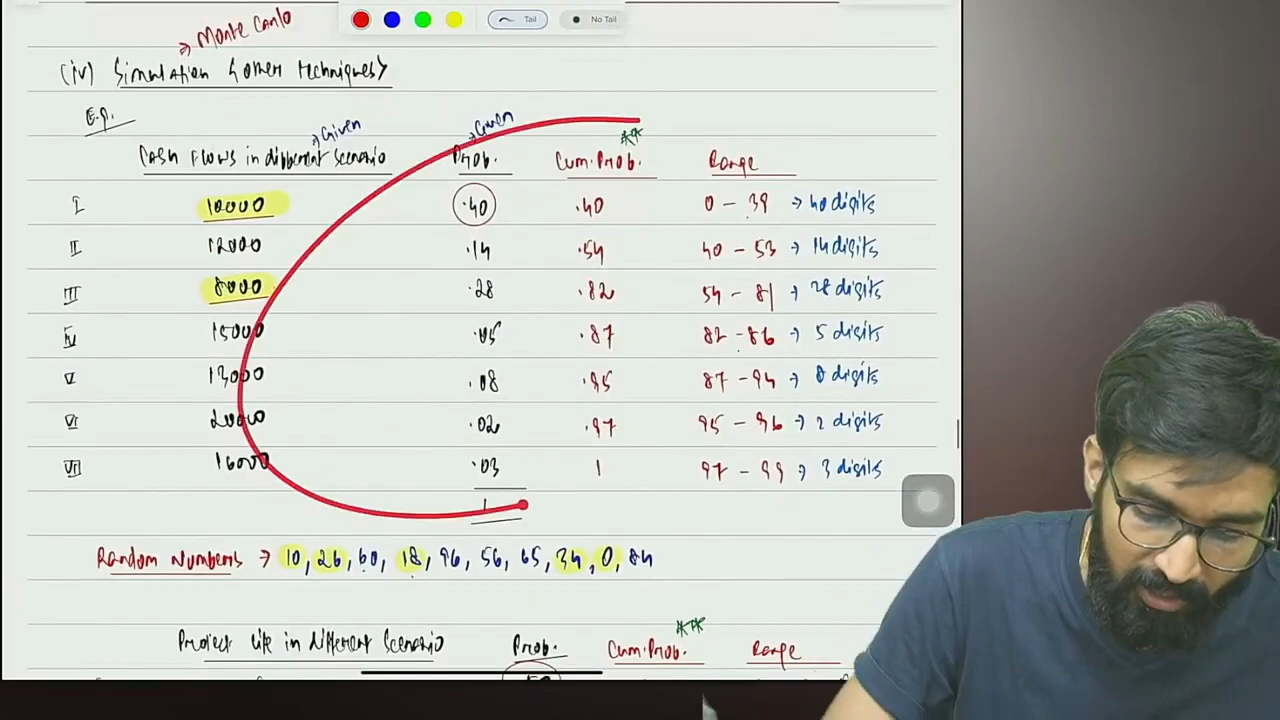 → Monte Carlo
Tail
No Tail
(iv) Simulation <other techniques>
E.g.
→ Given
→ Given
**
Cash Flows in different scenario Prob. Cum. Prob. Range
I 10000 .40 .40 0 - 39 → 40 digits
II 12000 .14 .54 40 - 53 → 14 digits
III 8000 .28 .82 54 - 81 → 28 digits
IV 15000 .05 .87 82 - 86 → 5 digits
V 13000 .08 .95 87 - 94 → 8 digits
VI 20000 .02 .97 95 - 96 → 2 digits
VII 16000 .03 1 97 - 99 → 3 digits
1
Random Numbers → 10, 26, 60, 18, 96, 56, 65, 34, 0, 84
**
Project life in different Scenario Prob. Cum. Prob. Range